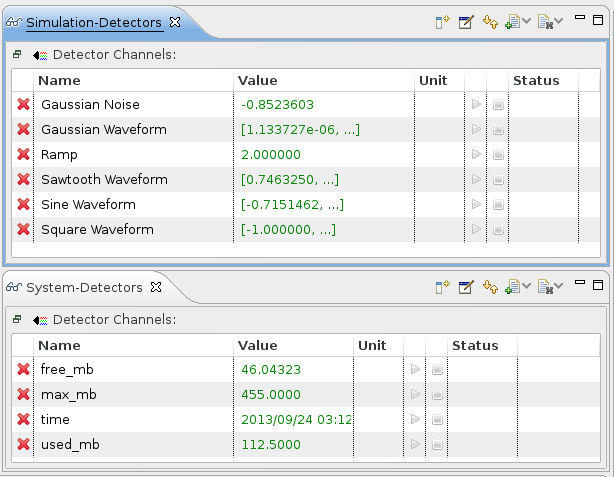 Simulation-Detectors
Detector Channels:
Name Value Unit Status
Gaussian Noise -0.8523603
Gaussian Waveform [1.133727e-06, ...]
Ramp 2.000000
Sawtooth Waveform [0.7463250, ...]
Sine Waveform [-0.7151462, ...]
Square Waveform [-1.000000, ...]
System-Detectors
Detector Channels:
Name Value Unit Status
free_mb 46.04323
max_mb 455.0000
time 2013/09/24 03:12
used_mb 112.5000